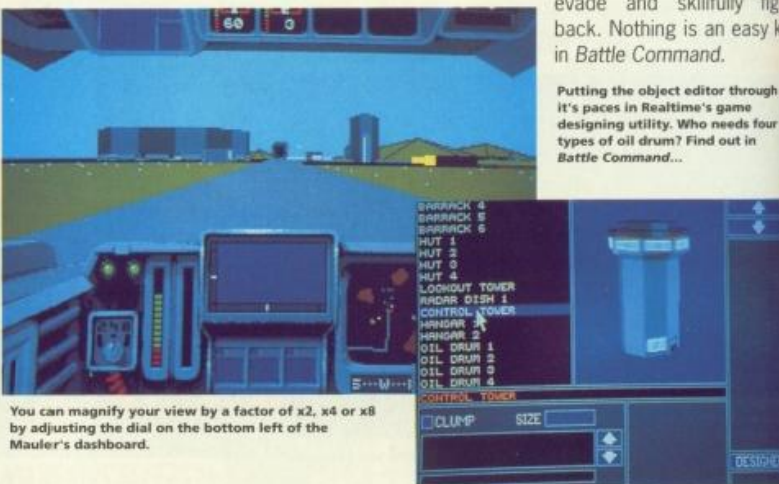 evade and skillfully
back. Nothing is an easy
in Battle Command.
Putting the object editor through
it's paces in Realtime's game
designing utility. Who needs four
types of oil drum? Find out in
Battle Command...
60
0
S···W···
You can magnify your view by a factor of x2, x4 or x8
by adjusting the dial on the bottom left of the
Mauler's dashboard.
BARRACK 4
BARRACK 5
BARRACK 6
HUT 1
HUT 2
HUT 3
HUT 4
LOOKOUT TOWER
RADAR DISH 1
CONTROL TOWER
HANGAR
HANGAR 2
OIL DRUM 1
OIL DRUM 2
OIL DRUM 3
OIL DRUM 4
CONTROL TOWER
CLUMP SIZE